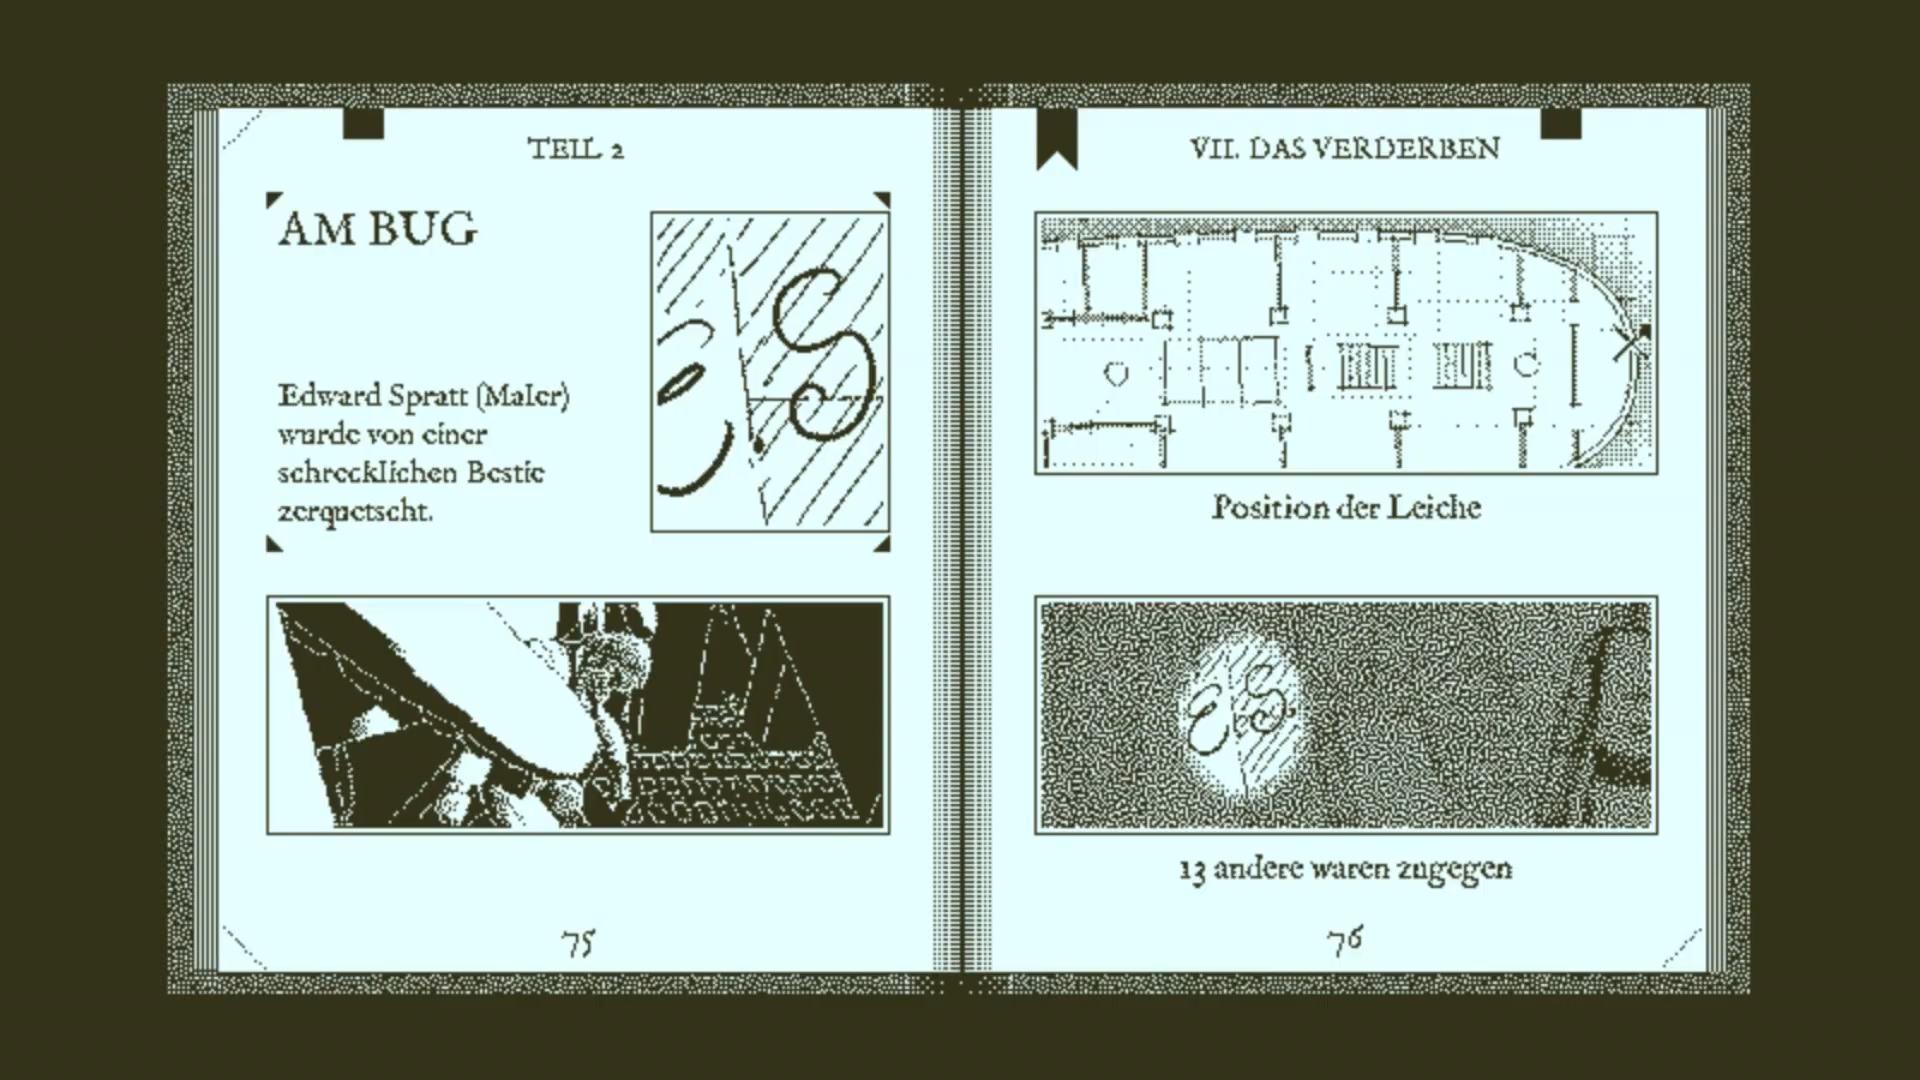 TEIL 2
AM BUG
E.S
Edward Spratt (Maler)
wurde von einer
schrecklichen Bestie
zerquetscht.
75
VII. DAS VERDERBEN
Position der Leiche
E.S
13 andere waren zugegen
76